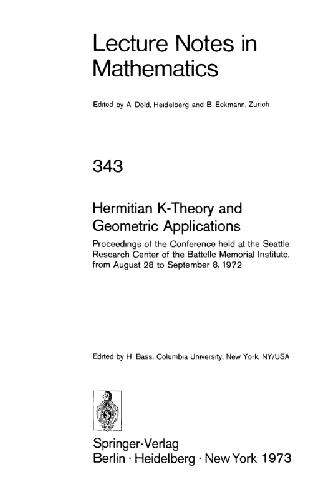 Lecture Notes in
Mathematics
Edited by A. Dold, Heidelberg and B. Eckmann, Zurich
343
Hermitian K-Theory and
Geometric Applications
Proceedings of the Conference held at the Seattle
Research Center of the Battelle Memorial Institute,
from August 28 to September 8, 1972
Edited by H. Bass, Columbia University, New York, NY/USA
Springer-Verlag
Berlin · Heidelberg · New York 1973